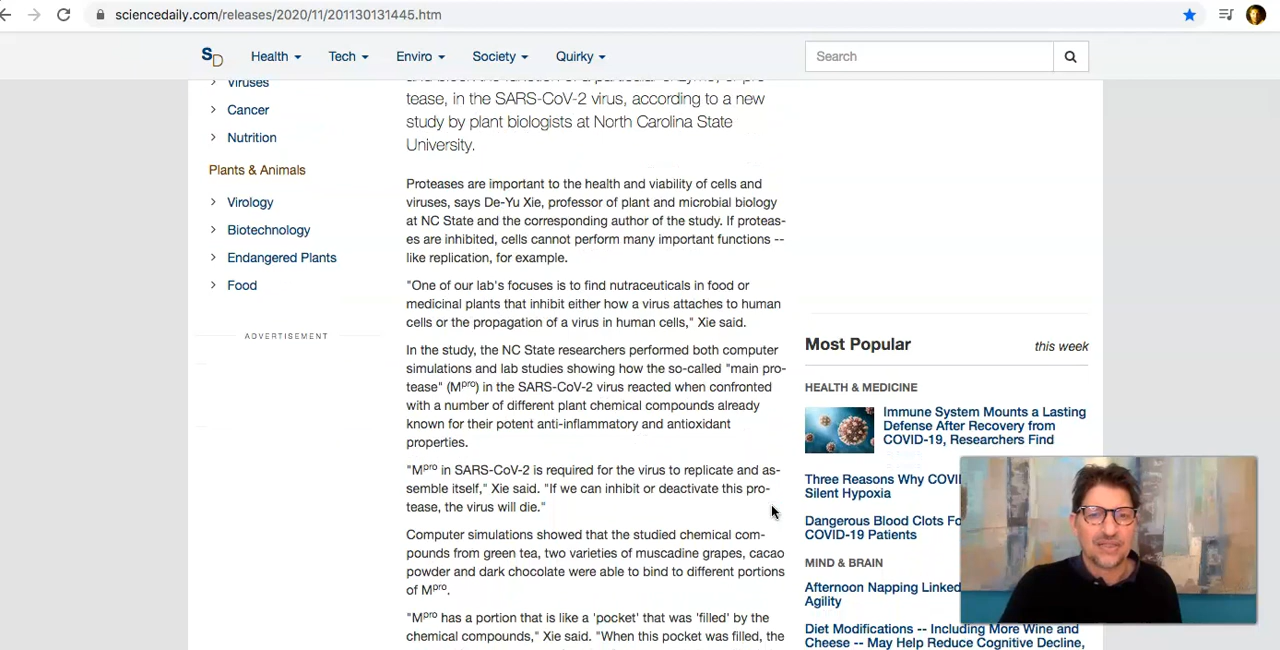 sciencedaily.com/releases/2020/11/201130131445.htm
SD Health Tech Enviro Society Quirky Search
Viruses
Cancer
Nutrition
Plants & Animals
Virology
Biotechnology
Endangered Plants
Food
ADVERTISEMENT
tease, in the SARS-CoV-2 virus, according to a new
study by plant biologists at North Carolina State
University.
Proteases are important to the health and viability of cells and
viruses, says De-Yu Xie, professor of plant and microbial biology
at NC State and the corresponding author of the study. If proteas-
es are inhibited, cells cannot perform many important functions --
like replication, for example.
"One of our lab's focuses is to find nutraceuticals in food or
medicinal plants that inhibit either how a virus attaches to human
cells or the propagation of a virus in human cells," Xie said.
In the study, the NC State researchers performed both computer
simulations and lab studies showing how the so-called "main pro-
tease" (Mpro) in the SARS-CoV-2 virus reacted when confronted
with a number of different plant chemical compounds already
known for their potent anti-inflammatory and antioxidant
properties.
"Mpro in SARS-CoV-2 is required for the virus to replicate and as-
semble itself," Xie said. "If we can inhibit or deactivate this pro-
tease, the virus will die."
Computer simulations showed that the studied chemical com-
pounds from green tea, two varieties of muscadine grapes, cacao
powder and dark chocolate were able to bind to different portions
of Mpro.
"Mpro has a portion that is like a 'pocket' that was 'filled' by the
chemical compounds," Xie said. "When this pocket was filled, the
Most Popular
this week
HEALTH & MEDICINE
Immune System Mounts a Lasting
Defense After Recovery from
COVID-19, Researchers Find
Three Reasons Why COVI
Silent Hypoxia
Dangerous Blood Clots Fo
COVID-19 Patients
MIND & BRAIN
Afternoon Napping Linked
Agility
Diet Modifications -- Including More Wine and
Cheese -- May Help Reduce Cognitive Decline,